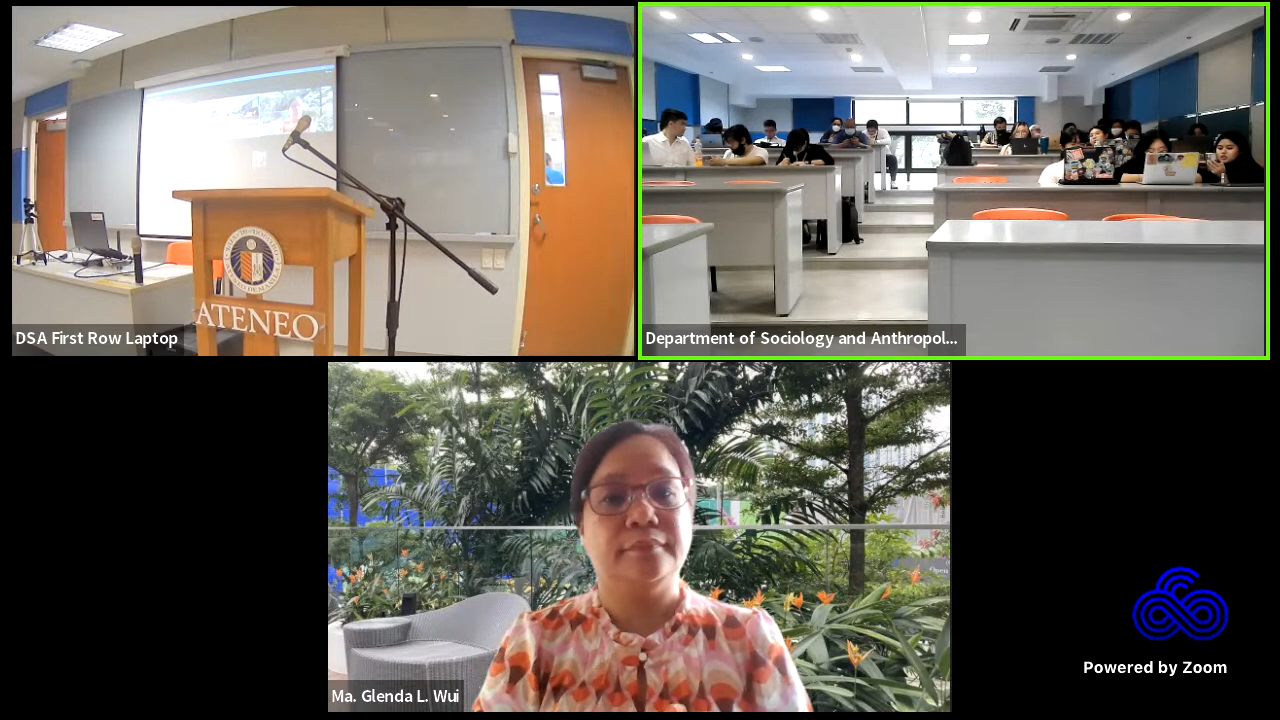 ATENEO
DSA First Row Laptop
Department of Sociology and Anthropol...
Ma. Glenda L. Wui
Powered by Zoom